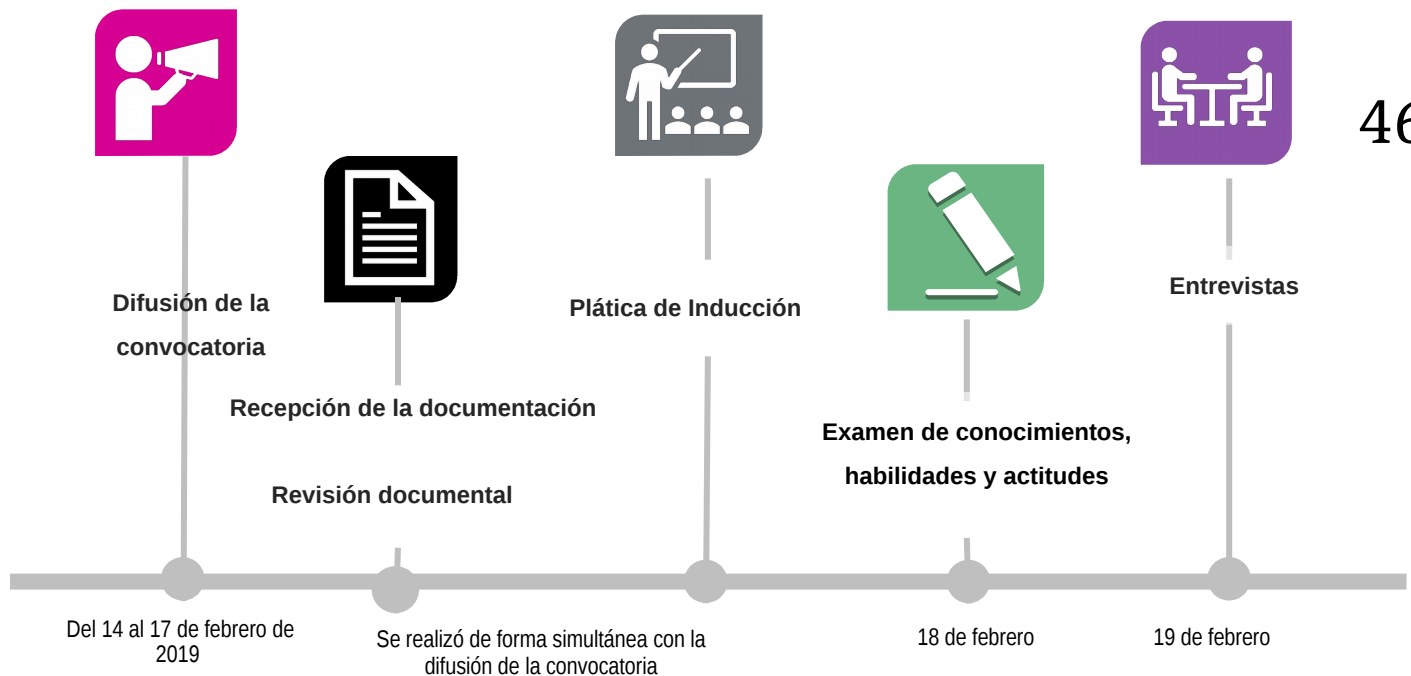 46
Difusión de la
convocatoria
Recepción de la documentación
Revisión documental
Plática de Inducción
Examen de conocimientos,
habilidades y actitudes
Entrevistas
Del 14 al 17 de febrero de
2019
Se realizó de forma simultánea con la
difusión de la convocatoria
18 de febrero
19 de febrero